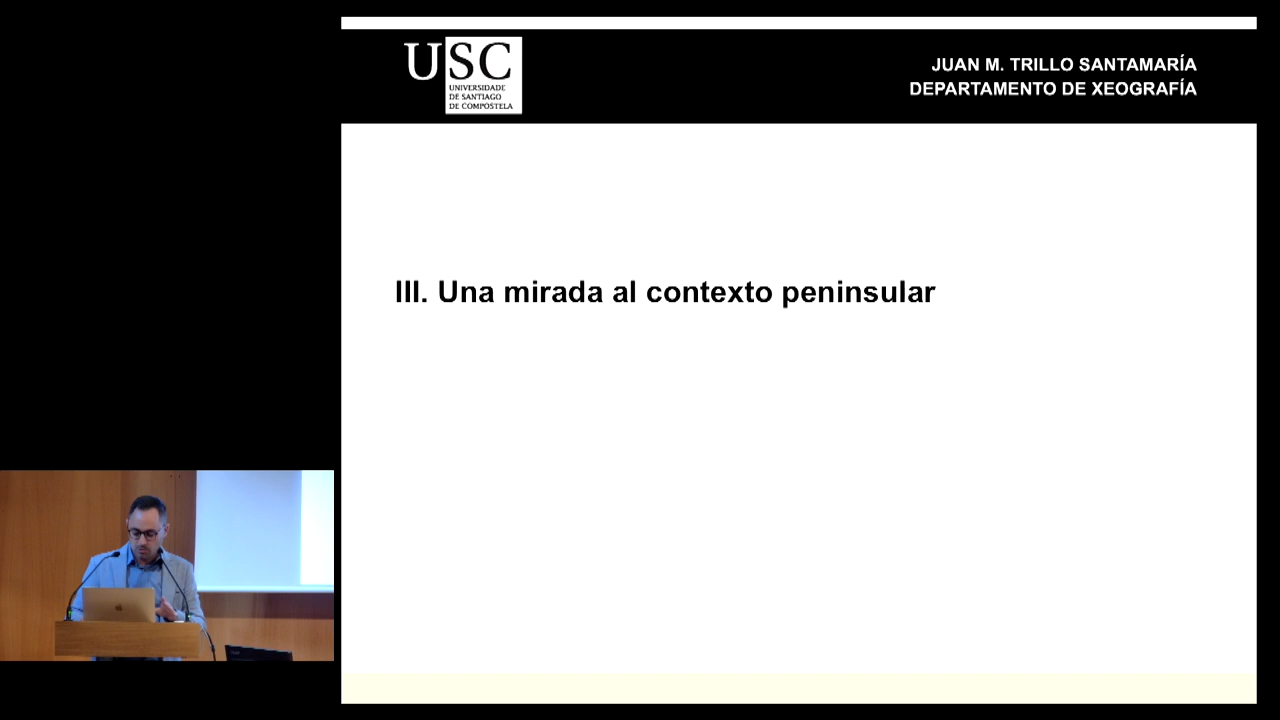 USC
UNIVERSIDADE
DE SANTIAGO
DE COMPOSTELA
JUAN M. TRILLO SANTAMARÍA
DEPARTAMENTO DE XEOGRAFÍA
III. Una mirada al contexto peninsular